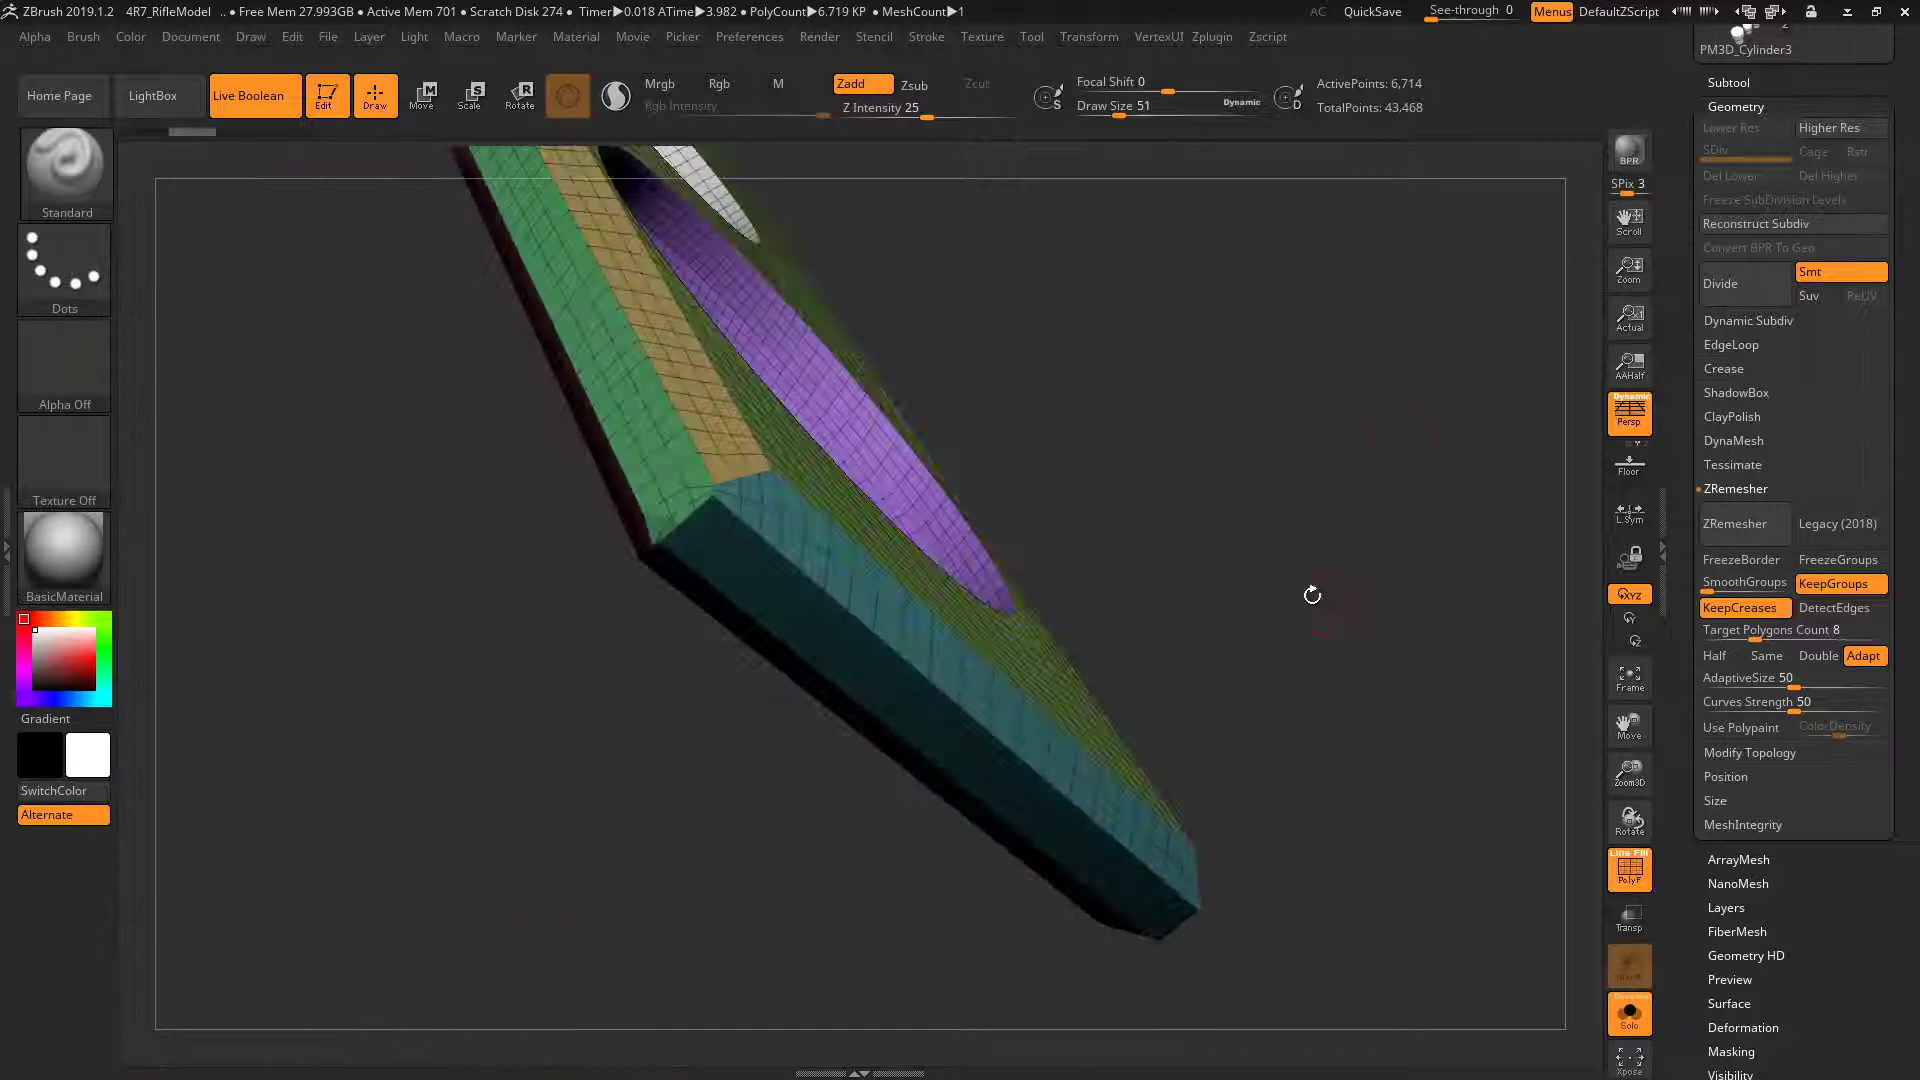 ZBrush 2019.1.2 4R7_RifleModel .. • Free Mem 27.993GB • Active Mem 701 • Scratch Disk 274 • Timer▶0.018 ATime▶3.982 • PolyCount▶6.719 KP • MeshCount▶1 AC QuickSave See-through 0 Menus DefaultZScript
Alpha Brush Color Document Draw Edit File Layer Light Macro Marker Material Movie Picker Preferences Render Stencil Stroke Texture Tool Transform VertexUI Zplugin Zscript
PM3D_Cylinder3
Home Page LightBox Live Boolean Edit Draw Move Scale Rotate
M S R
Mrgb Rgb M
Rgb Intensity
Zadd Zsub Zcut
Z Intensity 25
S Focal Shift 0
Draw Size 51 Dynamic D
ActivePoints: 6,714
TotalPoints: 43,468
Standard
Dots
Alpha Off
Texture Off
BasicMaterial
Gradient
SwitchColor
Alternate
BPR
SPix 3
Scroll
Zoom
Actual
AAHalf
Dynamic
Persp
Floor
L.Sym
XYZ
Frame
Move
Zoom3D
Rotate
Line Fill
PolyF
Transp
Dynamic
Solo
Xpose
Subtool
Geometry
Lower Res Higher Res
SDiv Cage Rstr
Del Lower Del Higher
Freeze SubDivision Levels
Reconstruct Subdiv
Convert BPR To Geo
Divide Smt
Suv ReUV
Dynamic Subdiv
EdgeLoop
Crease
ShadowBox
ClayPolish
DynaMesh
Tessimate
ZRemesher
ZRemesher Legacy (2018)
FreezeBorder FreezeGroups
SmoothGroups KeepGroups
KeepCreases DetectEdges
Target Polygons Count 8
Half Same Double Adapt
AdaptiveSize 50
Curves Strength 50
Use Polypaint ColorDensity
Modify Topology
Position
Size
MeshIntegrity
ArrayMesh
NanoMesh
Layers
FiberMesh
Geometry HD
Preview
Surface
Deformation
Masking
Visibility